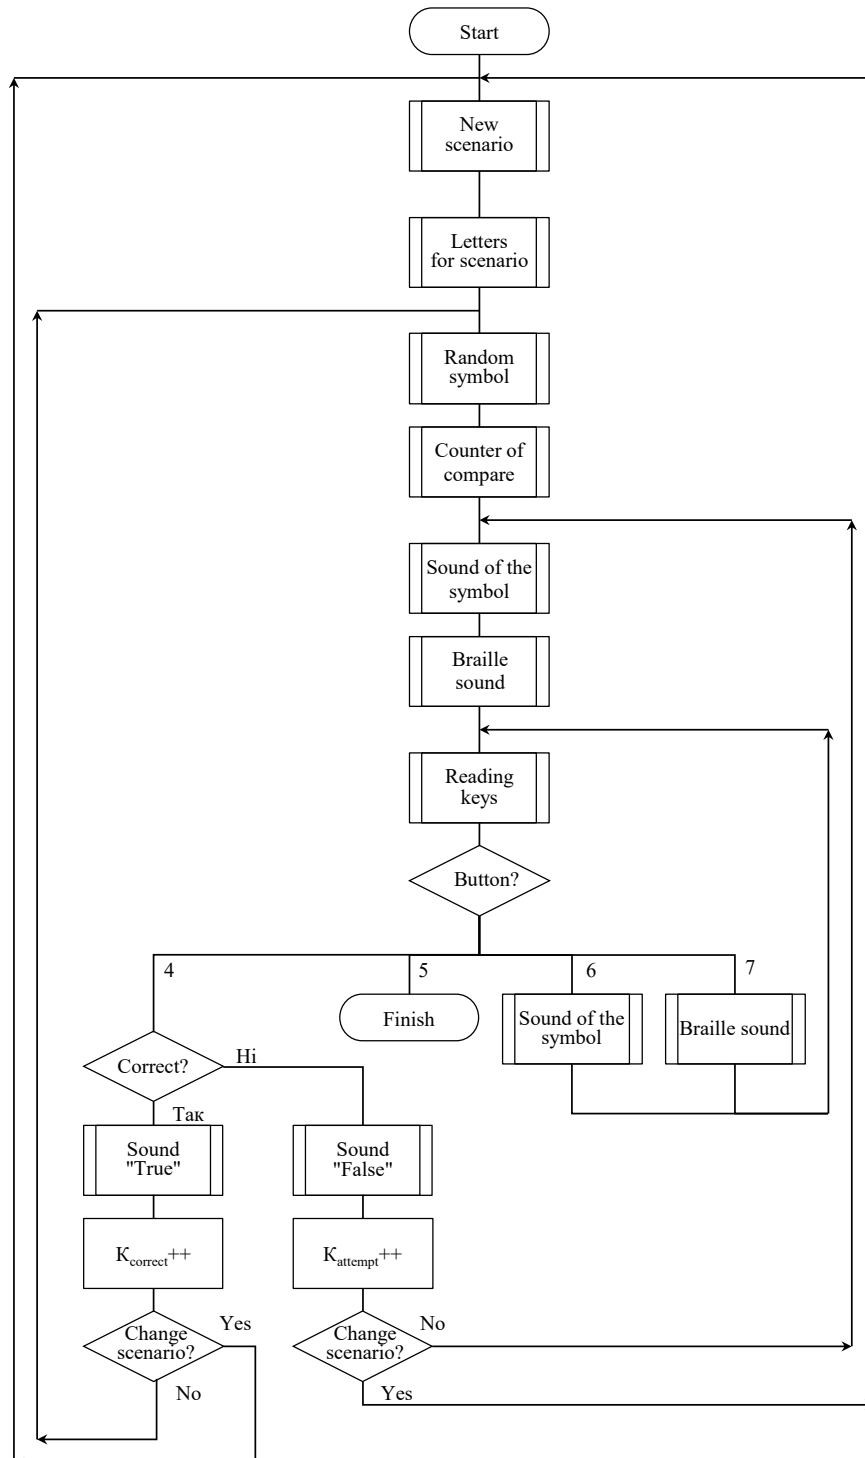 Start
New
scenario
Letters
for scenario
Random
symbol
Counter of
compare
Sound of the
symbol
Braille
sound
Reading
keys
Button?
4
5
6
7
Finish
Sound of the
symbol
Braille sound
Correct?
Ні
Так
Sound
"True"
Sound
"False"
Kcorrect++
Kattempt++
Change
scenario?
Yes
No
Change
scenario?
No
Yes